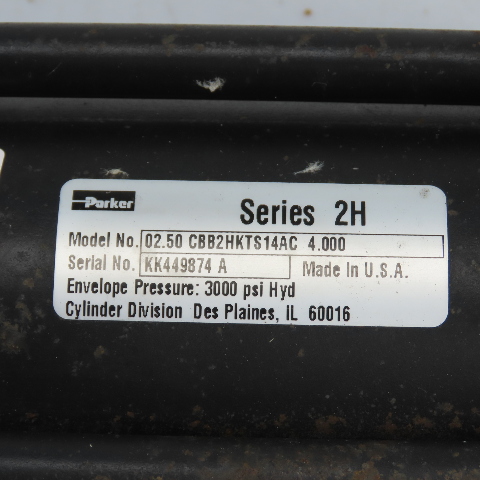 Parker
Series 2H
Model No. 02.50 CBB2HKTS14AC 4.000
Serial No. KK449874 A Made In U.S.A.
Envelope Pressure: 3000 psi Hyd
Cylinder Division Des Plaines, IL 60016